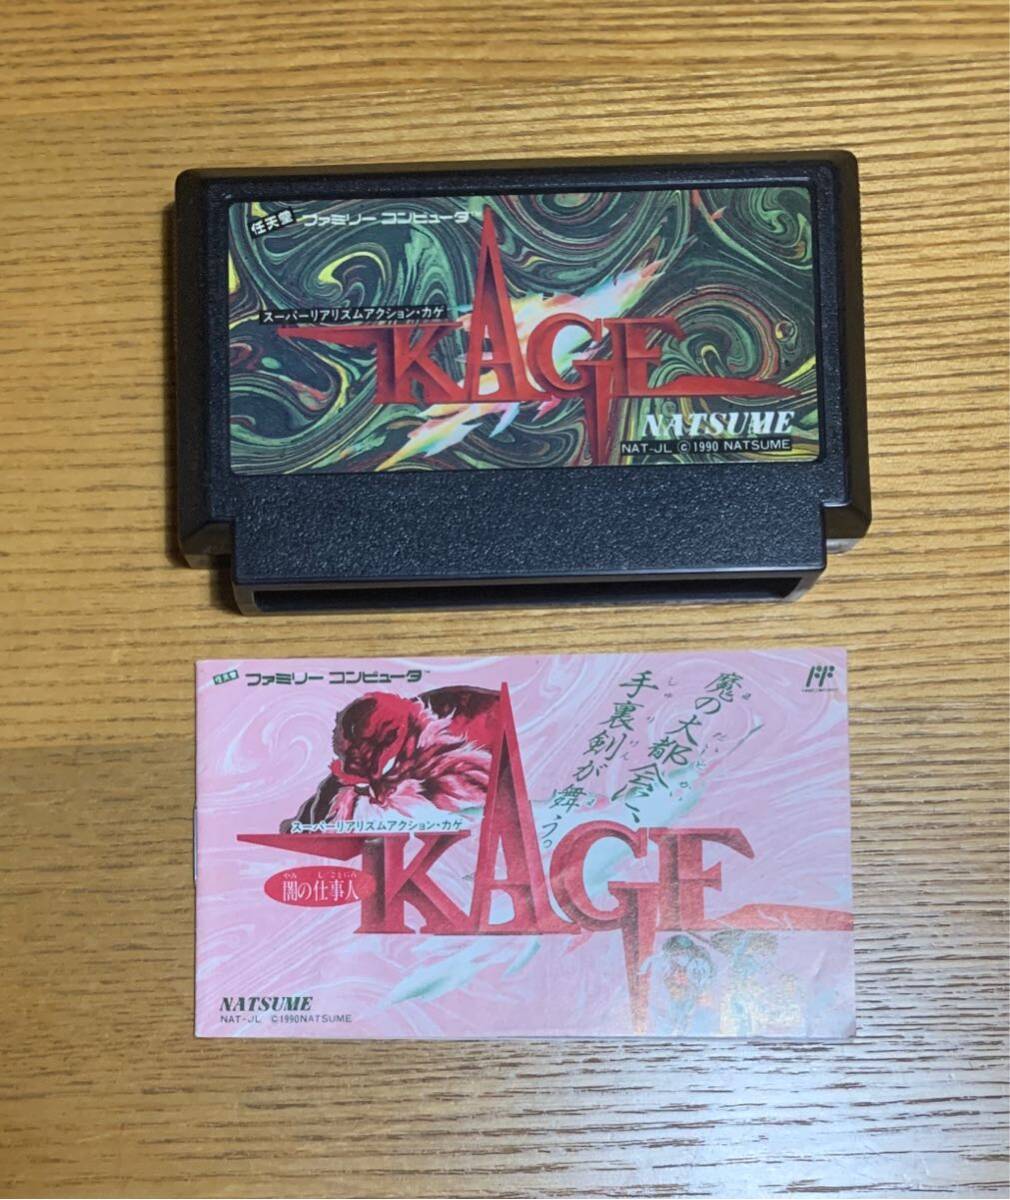 任天堂 ファミリーコンピュータ™
スーパーリアリズムアクション・カゲ
KAGE
NATSUME
NAT-JL ©1990 NATSUME
任天堂 ファミリーコンピュータ™
魔の大都会に、
手裏剣が舞う。
スーパーリアリズムアクション・カゲ
闇の仕事人
KAGE
NATSUME
NAT-JL ©1990NATSUME